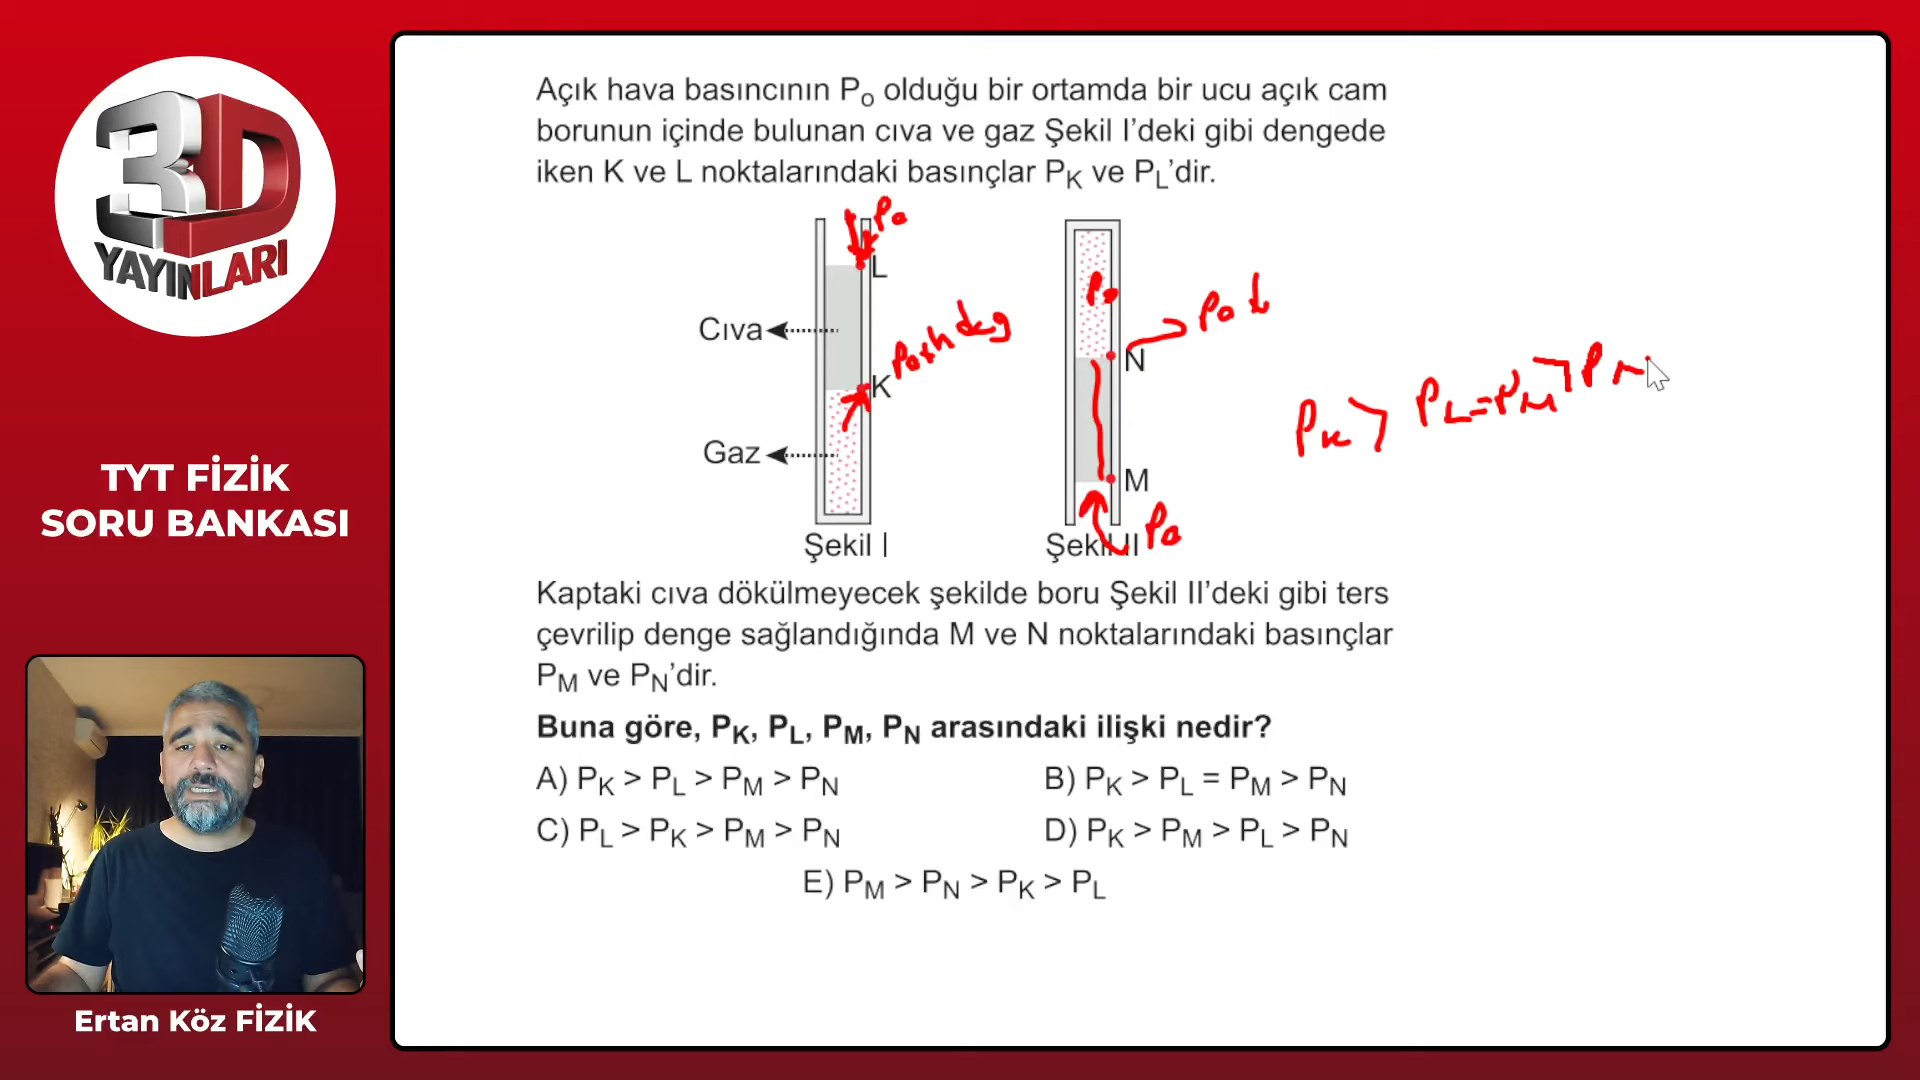 3D
YAYINLARI
TYT FİZİK
SORU BANKASI
Ertan Köz FİZİK
Açık hava basıncının Po olduğu bir ortamda bir ucu açık cam
borunun içinde bulunan cıva ve gaz Şekil I’deki gibi dengede
iken K ve L noktalarındaki basınçlar PK ve PL’dir.
Po
L
Cıva
K
Po+h
Gaz
Şekil I
Po
N
Po
M
Po
Şekil II
PK > PL = PM > PN
Kaptaki cıva dökülmeyecek şekilde boru Şekil II’deki gibi ters
çevrilip denge sağlandığında M ve N noktalarındaki basınçlar
PM ve PN’dir.
Buna göre, PK, PL, PM, PN arasındaki ilişki nedir?
A) PK > PL > PM > PN
B) PK > PL = PM > PN
C) PL > PK > PM > PN
D) PK > PM > PL > PN
E) PM > PN > PK > PL